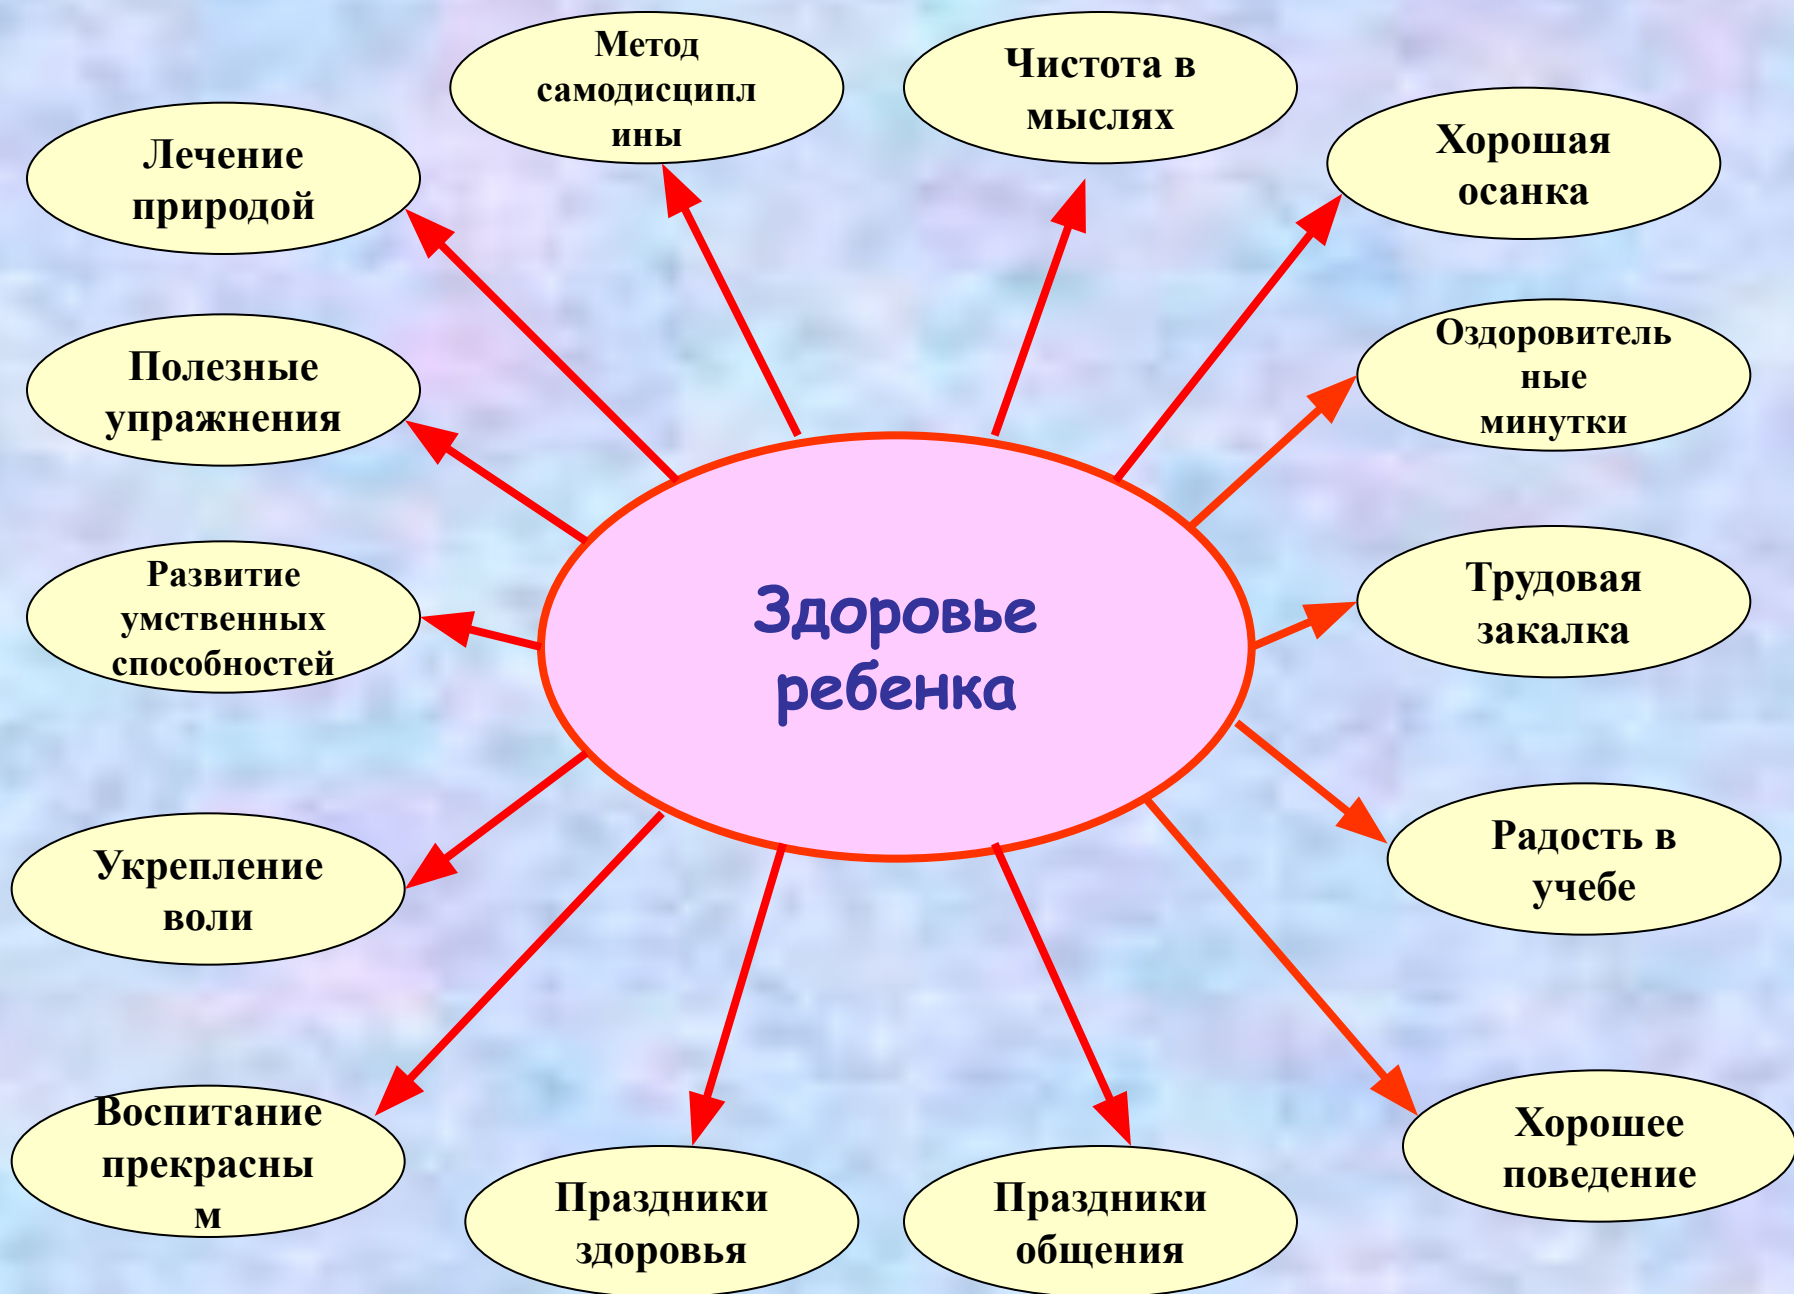 Метод
самодисципл
ины
Чистота в
мыслях
Лечение
природой
Хорошая
осанка
Полезные
упражнения
Оздоровитель
ные
минутки
Развитие
умственных
способностей
Здоровье
ребенка
Трудовая
закалка
Укрепление
воли
Радость в
учебе
Воспитание
прекрасны
м
Праздники
здоровья
Праздники
общения
Хорошее
поведение